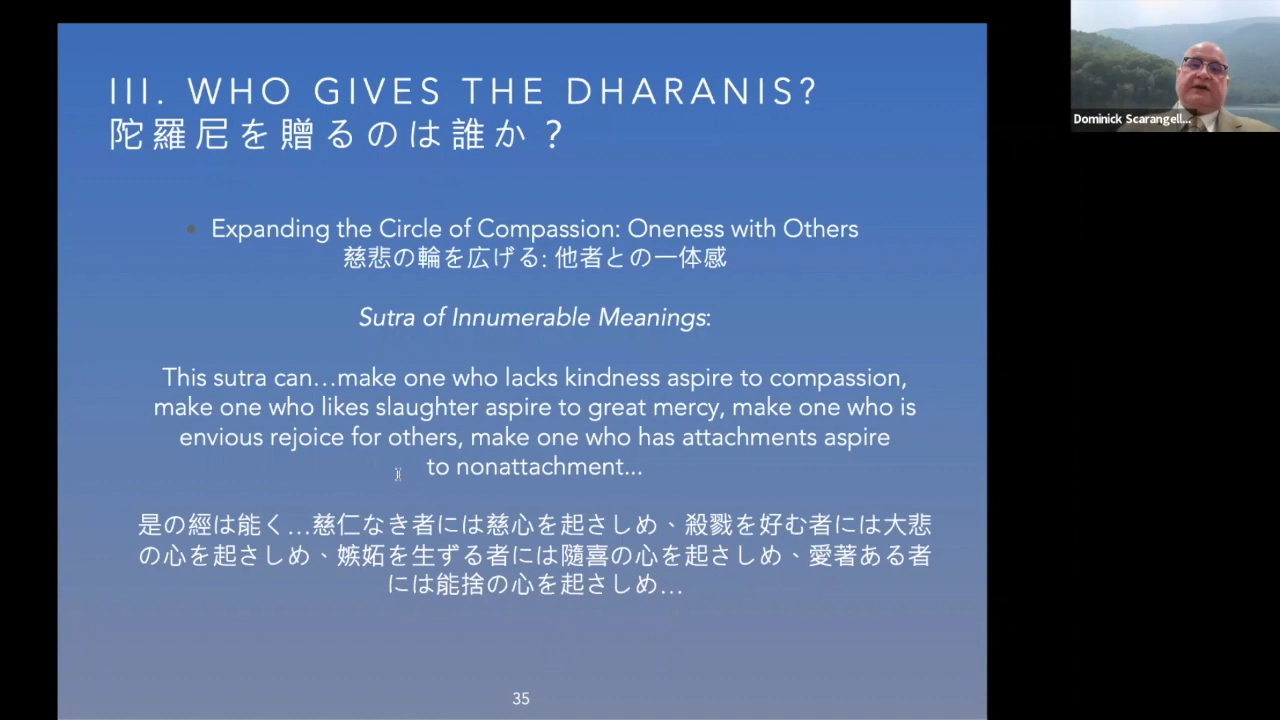 III. WHO GIVES THE DHARANIS?
陀羅尼を贈るのは誰か？
• Expanding the Circle of Compassion: Oneness with Others
慈悲の輪を広げる: 他者との一体感
Sutra of Innumerable Meanings:
This sutra can…make one who lacks kindness aspire to compassion,
make one who likes slaughter aspire to great mercy, make one who is
envious rejoice for others, make one who has attachments aspire
to nonattachment...
是の經は能く…慈仁なき者には慈心を起さしめ、殺戮を好む者には大悲
の心を起さしめ、嫉妬を生ずる者には隨喜の心を起さしめ、愛著ある者
には能捨の心を起さしめ…
35
Dominick Scarangell...